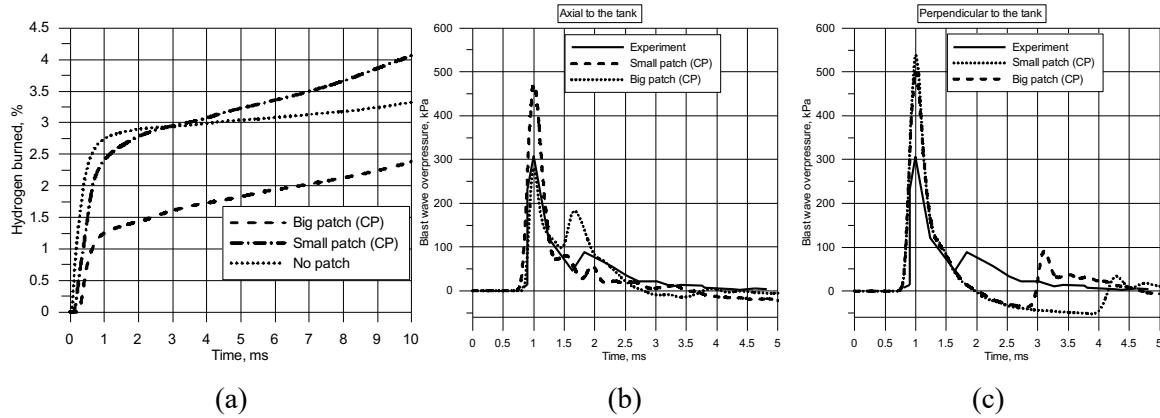 4.5
4
3.5
3
2.5
2
1.5
1
0.5
0
Hydrogen burned, %
Big patch (CP)
Small patch (CP)
No patch
0 1 2 3 4 5 6 7 8 9 10
Time, ms
(a)
Axial to the tank
600
500
400
300
200
100
0
Blast wave overpressure, kPa
Experiment
Small patch (CP)
Big patch (CP)
0 0.5 1 1.5 2 2.5 3 3.5 4 4.5 5
Time, ms
(b)
Perpendicular to the tank
600
500
400
300
200
100
0
Blast wave overpressure, kPa
Experiment
Small patch (CP)
Big patch (CP)
0 0.5 1 1.5 2 2.5 3 3.5 4 4.5 5
Time, ms
(c)